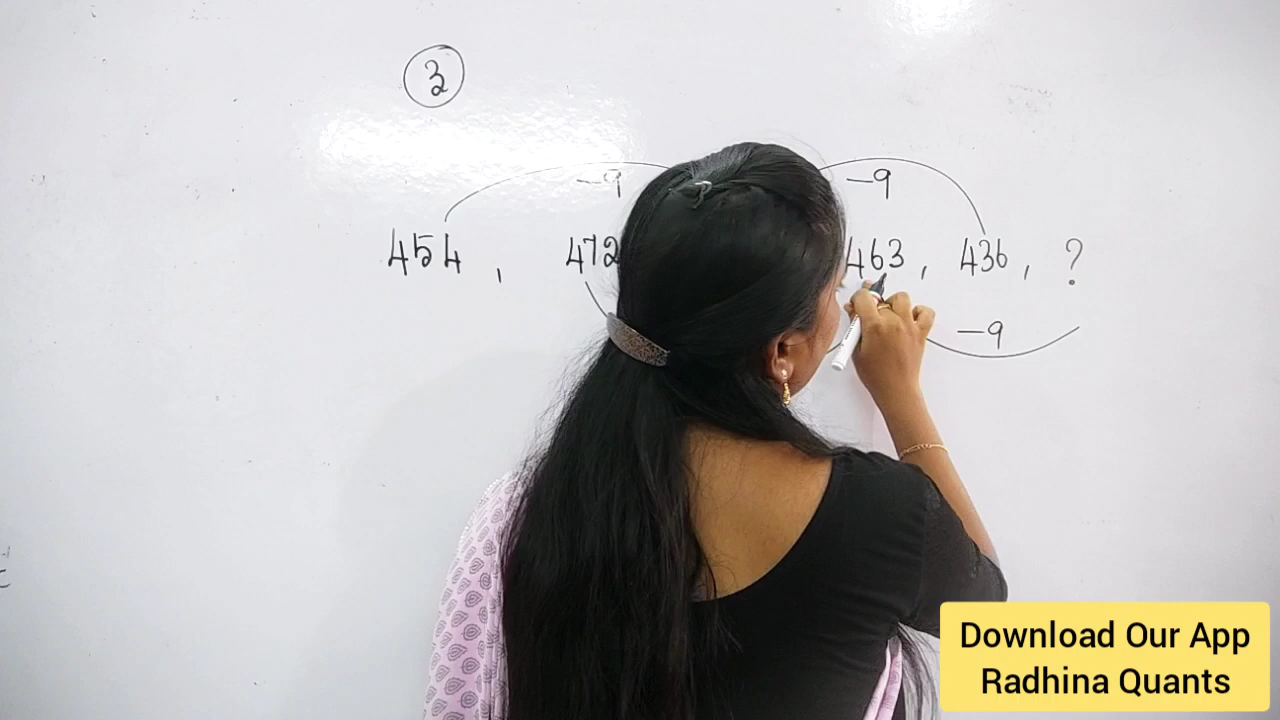 3
-9 -9
454, 472 463, 436, ?
-9
Download Our App
Radhina Quants